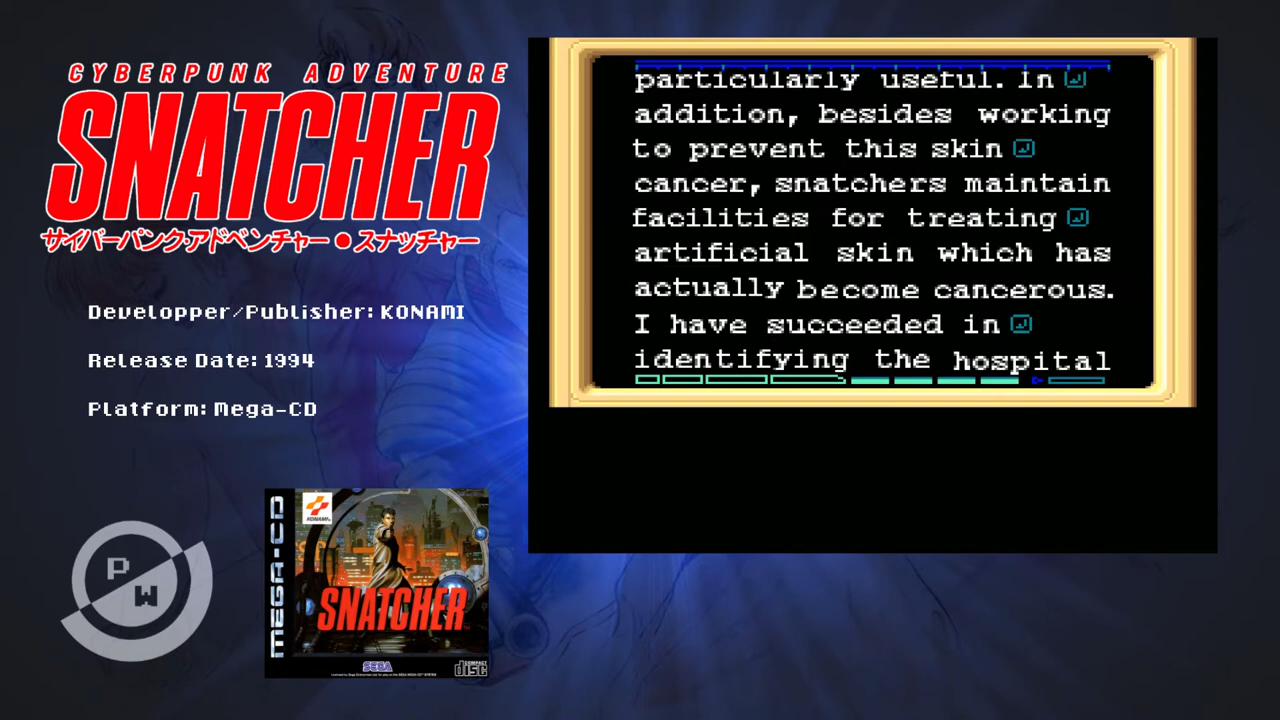 CYBERPUNK ADVENTURE
SNATCHER
サイバーパンク・アドベンチャー●スナッチャー
Developper/Publisher: KONAMI
Release Date: 1994
Platform: Mega-CD
PW
MEGA-CD
KONAMI
SNATCHER
SEGA
COMPACT
disc
particularly useful. In
addition, besides working
to prevent this skin
cancer, snatchers maintain
facilities for treating
artificial skin which has
actually become cancerous.
I have succeeded in
identifying the hospital